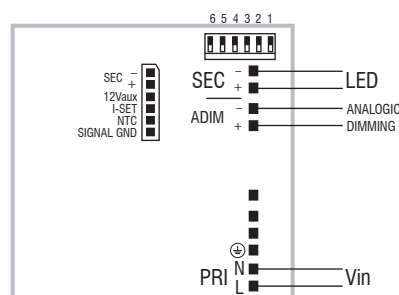 6 5 4 3 2 1
SEC −
+
12Vaux
I-SET
NTC
SIGNAL GND
SEC − LED
+
ADIM − ANALOGIC
+ DIMMING
PRI N Vin
L